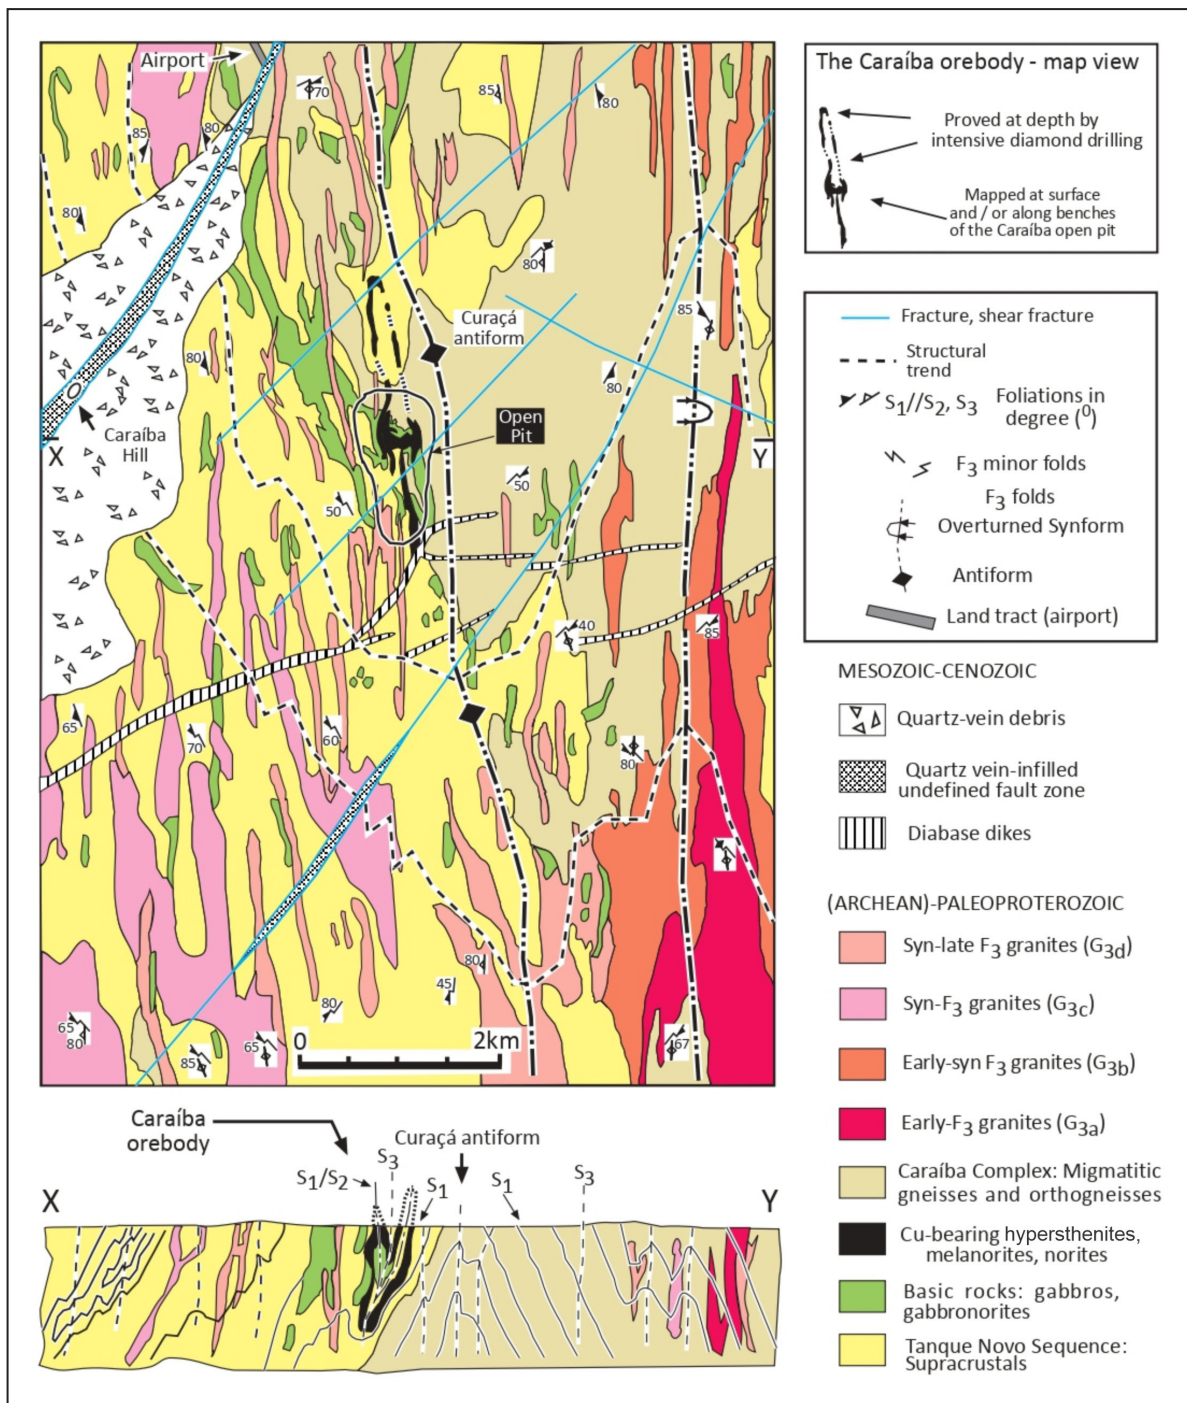 Airport
70
85
80
85
80
80
80
80
85
80
Curaçá
antiform
Open
Pit
Caraíba
Hill
X
Y
50
50
40
85
65
70
60
80
80
45
80
65
80
85
65
67
0
2km
The Caraíba orebody - map view
Proved at depth by
intensive diamond drilling
Mapped at surface
and / or along benches
of the Caraíba open pit
Fracture, shear fracture
Structural
trend
S1//S2, S3 Foliations in
degree (0)
F3 minor folds
F3 folds
Overturned Synform
Antiform
Land tract (airport)
MESOZOIC-CENOZOIC
Quartz-vein debris
Quartz vein-infilled
undefined fault zone
Diabase dikes
(ARCHEAN)-PALEOPROTEROZOIC
Syn-late F3 granites (G3d)
Syn-F3 granites (G3c)
Early-syn F3 granites (G3b)
Early-F3 granites (G3a)
Caraíba Complex: Migmatitic
gneisses and orthogneisses
Cu-bearing hypersthenites,
melanorites, norites
Basic rocks: gabbros,
gabbronorites
Tanque Novo Sequence:
Supracrustals
Caraíba
orebody
Curaçá antiform
S1/S2
S3
S1
S1
S3
X
Y